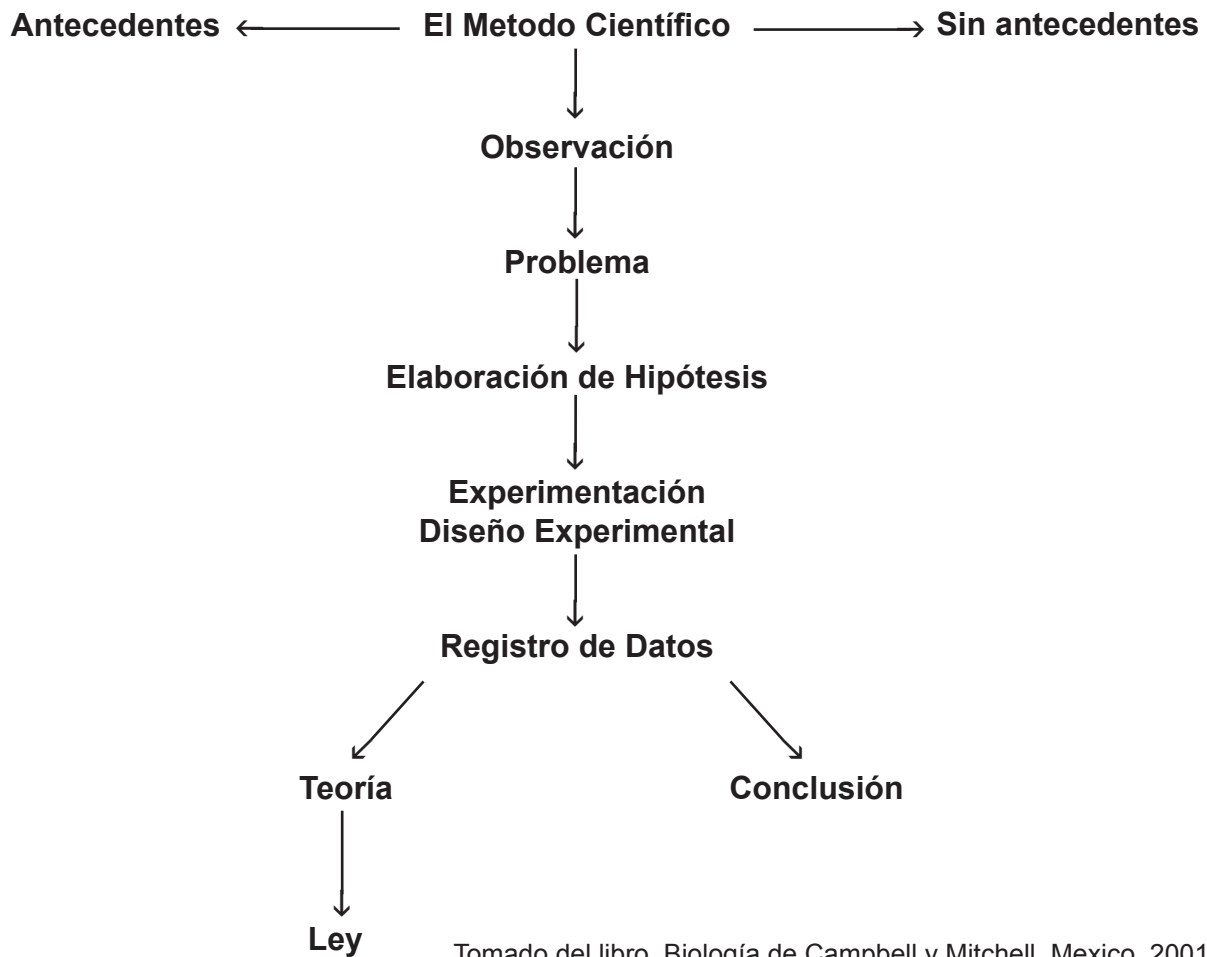 Antecedentes ← El Metodo Científico → Sin antecedentes
Observación
Problema
Elaboración de Hipótesis
Experimentación
Diseño Experimental
Registro de Datos
Teoría Conclusión
Ley
Tomado del libro, Biología de Campbell y Mitchell, Mexico, 2001